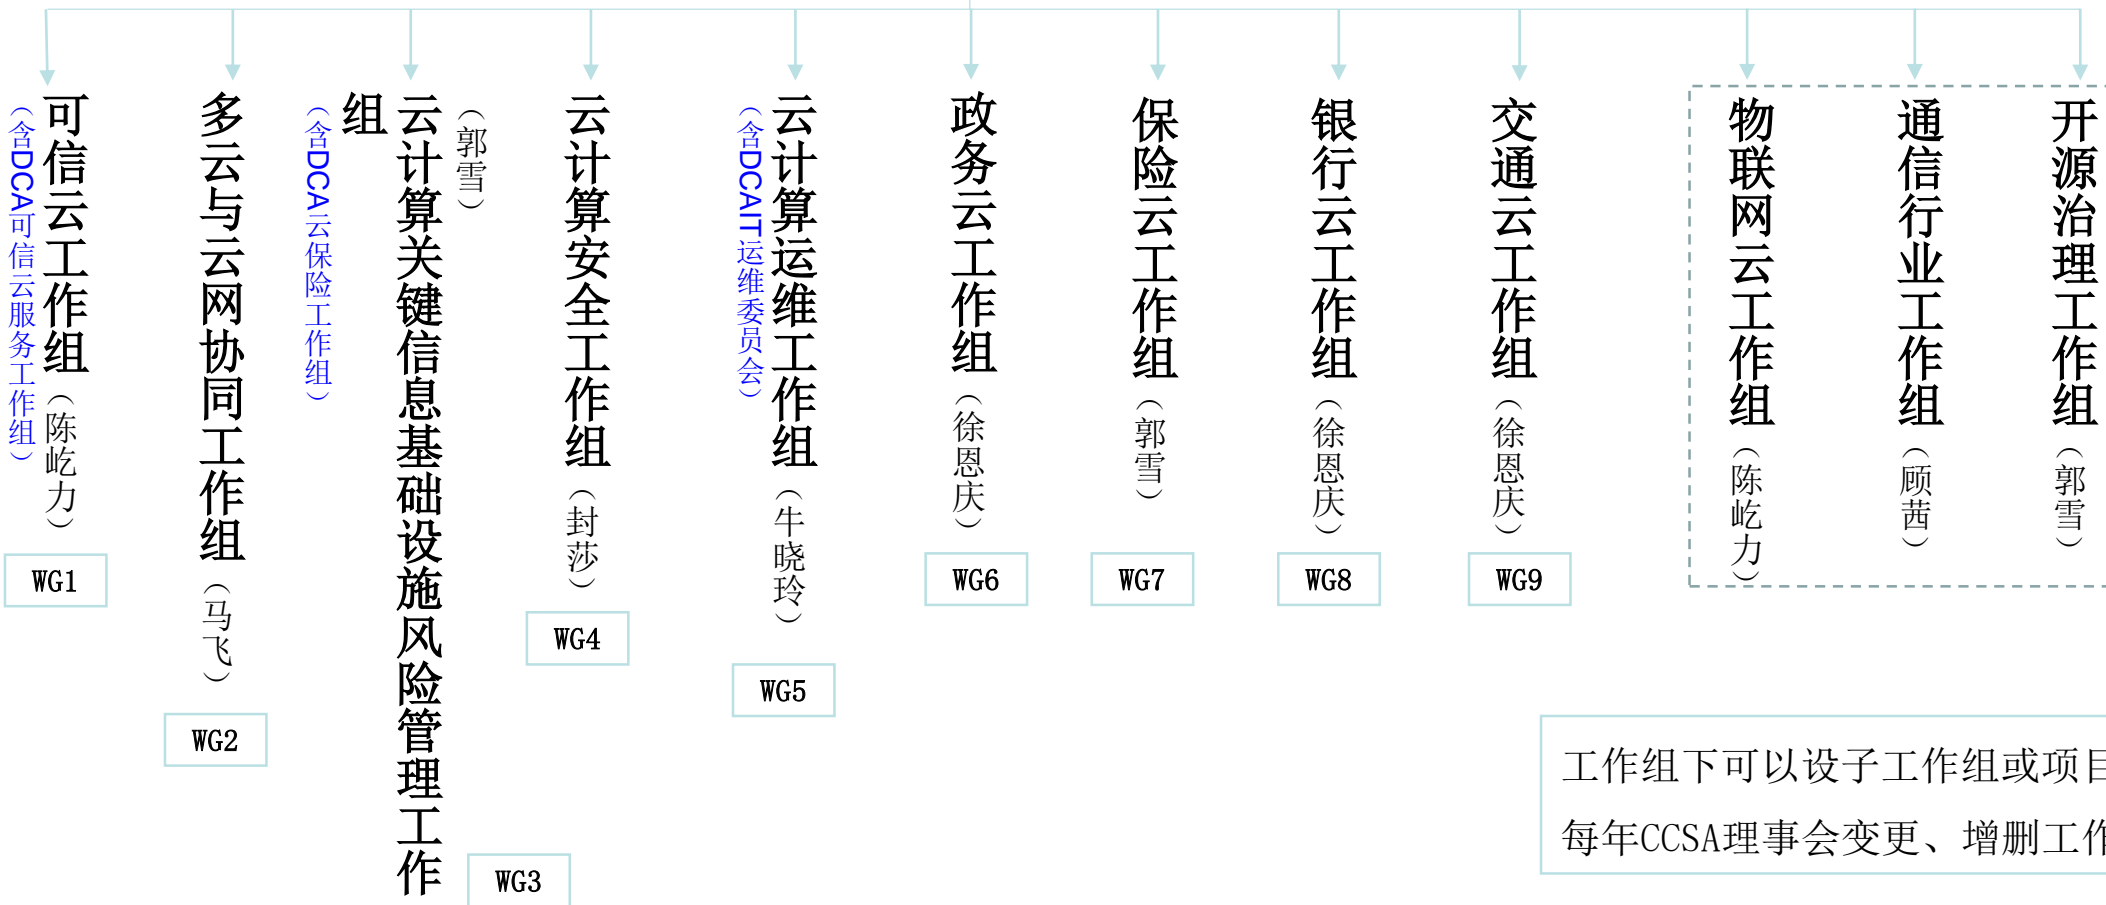 可信云工作组（陈屹力）
（含DCA可信云服务工作组）
WG1
多云与云网协同工作组（马飞）
WG2
云计算关键信息基础设施风险管理工作
组
（郭雪）
（含DCA云保险工作组）
WG3
云计算安全工作组（封莎）
WG4
云计算运维工作组（牛晓玲）
（含DCAIT运维委员会）
WG5
政务云工作组（徐恩庆）
WG6
保险云工作组（郭雪）
WG7
银行云工作组（徐恩庆）
WG8
交通云工作组（徐恩庆）
WG9
物联网云工作组（陈屹力）
通信行业工作组（顾茜）
开源治理工作组（郭雪）
工作组下可以设子工作组或项目
每年CCSA理事会变更、增删工作